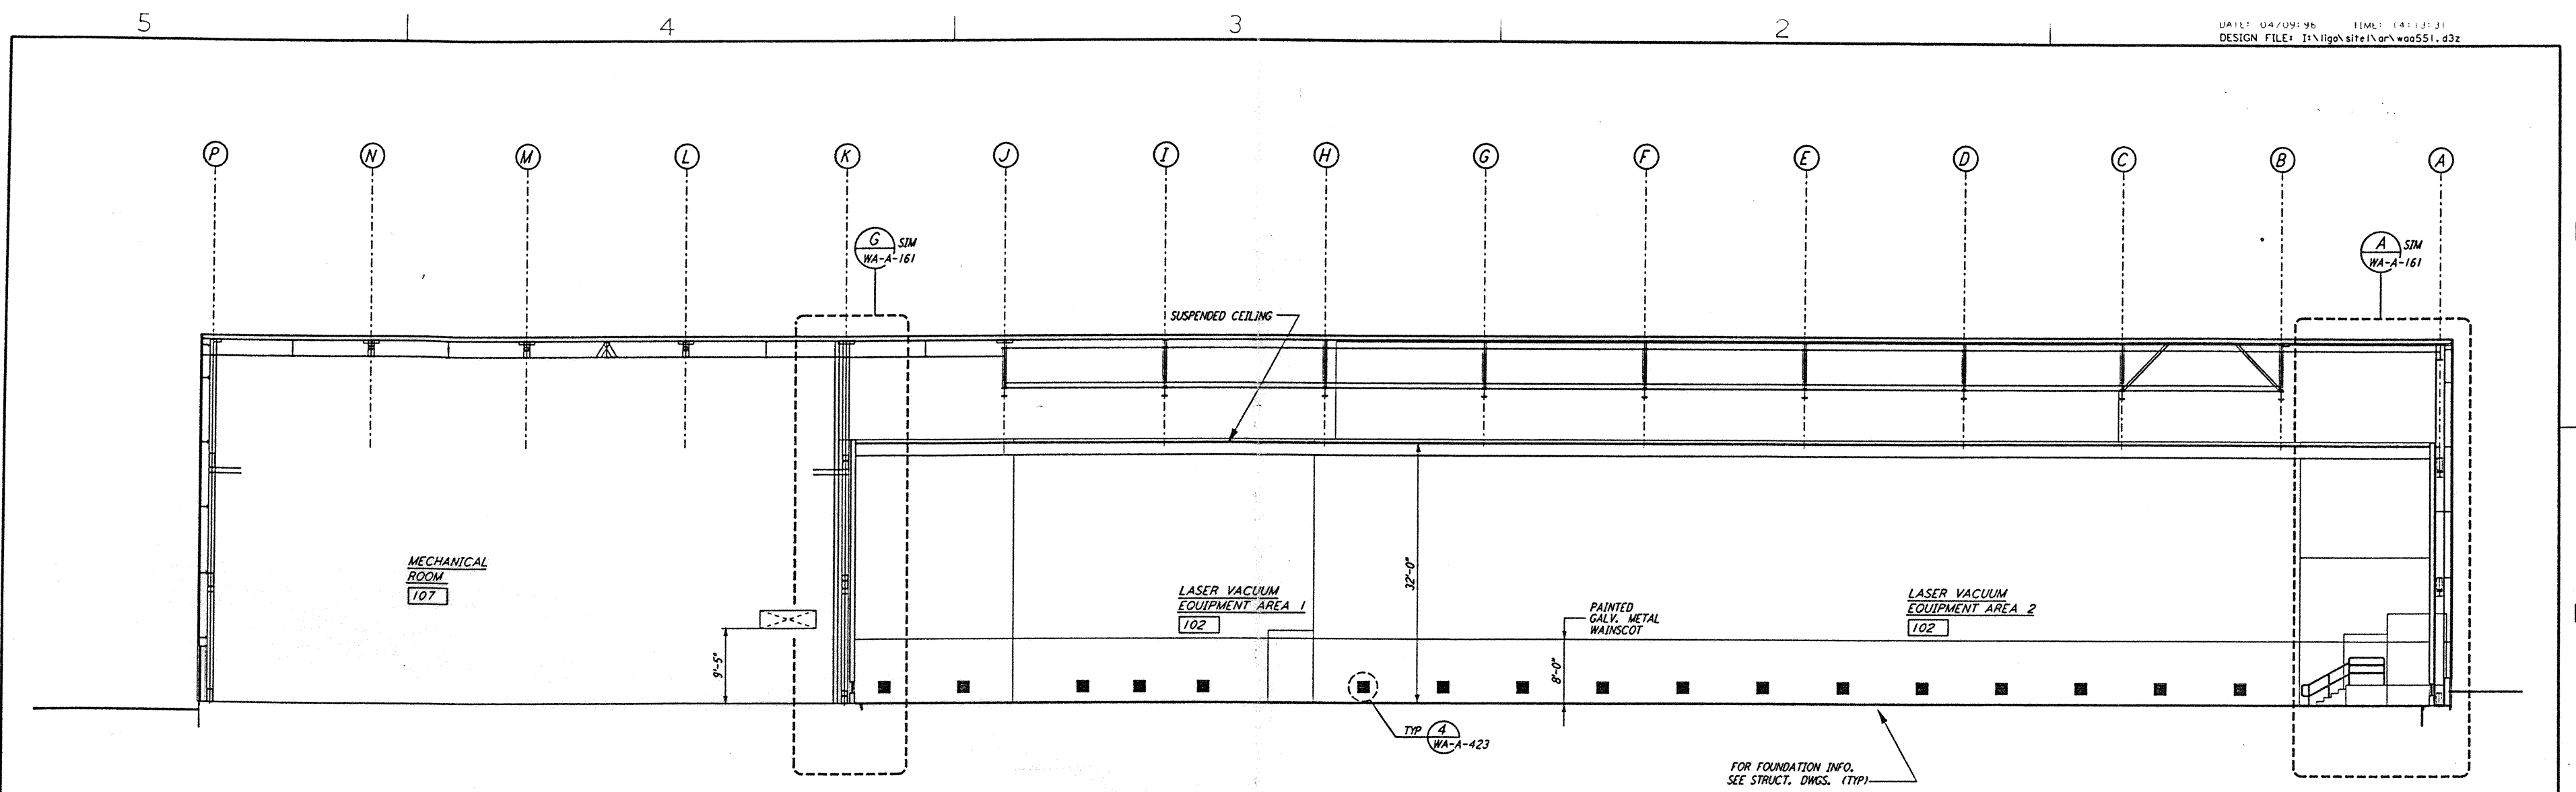 5 4 3 2
DATE: 04/09/96 TIME: 14:13:31
DESIGN FILE: I:\ligo\site1\ar\waa551.d3z
P N M L K J I H G F E D C B A
G SIM
WA-A-161
A SIM
WA-A-161
SUSPENDED CEILING
MECHANICAL
ROOM
107
9'-5"
LASER VACUUM
EQUIPMENT AREA 1
102
32'-0"
PAINTED
GALV. METAL
WAINSCOT
8'-0"
LASER VACUUM
EQUIPMENT AREA 2
102
TYP 4
WA-A-423
FOR FOUNDATION INFO.
SEE STRUCT. DWGS. (TYP)